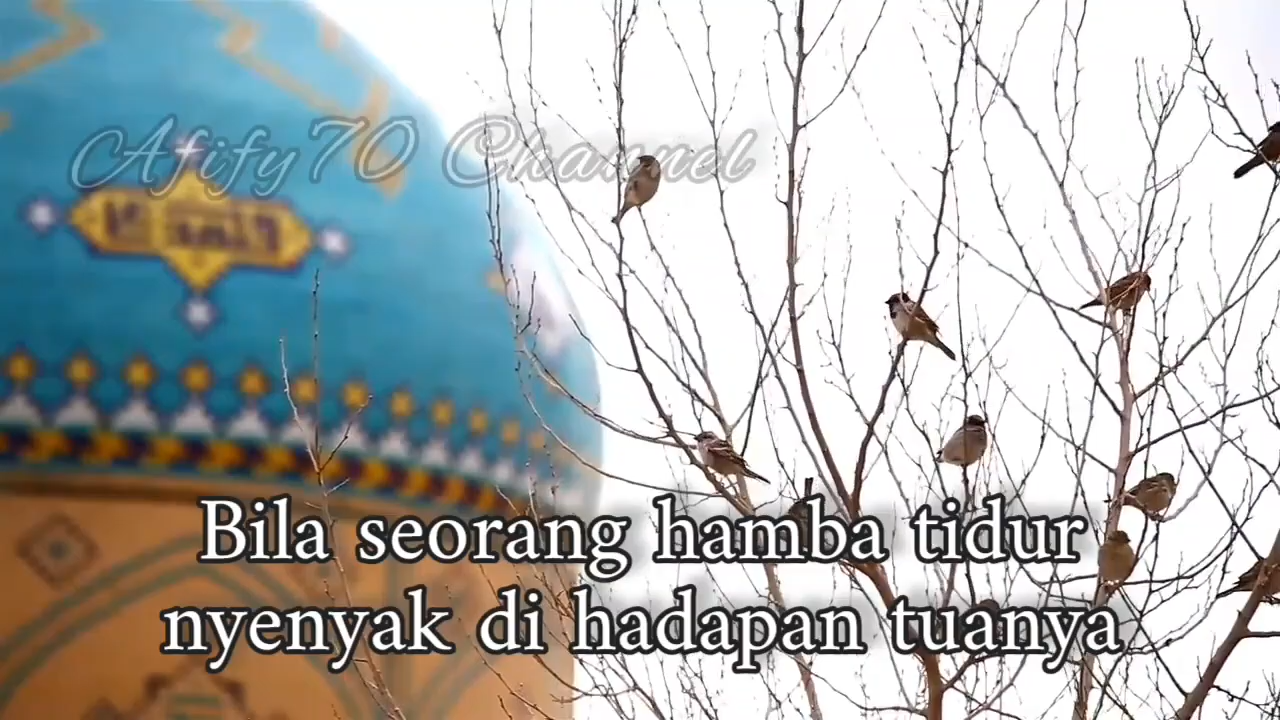 Afify70 Channel
Bila seorang hamba tidur
nyenyak di hadapan tuanya